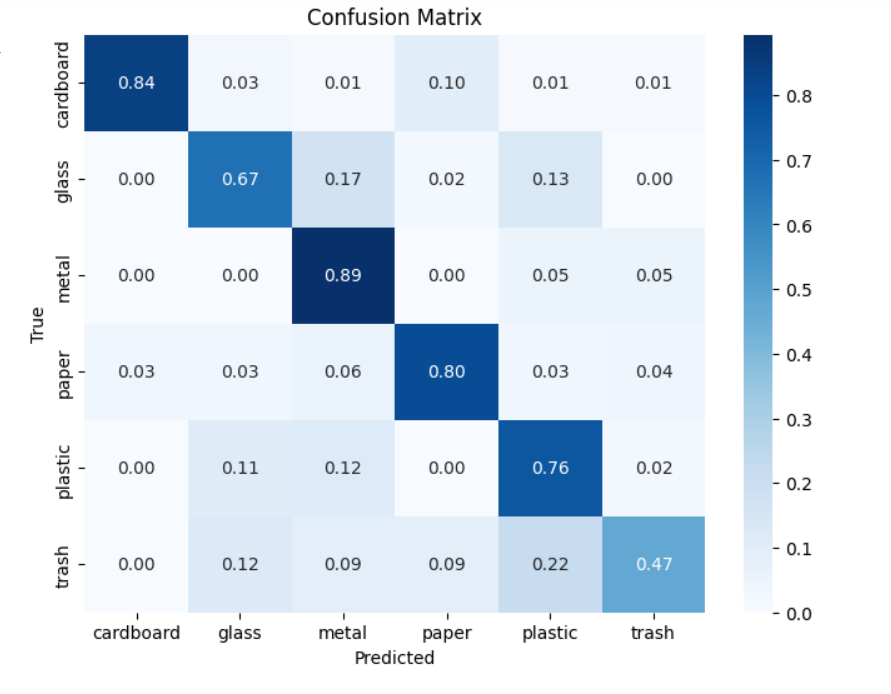 Confusion Matrix
cardboard 0.84 0.03 0.01 0.10 0.01 0.01
glass 0.00 0.67 0.17 0.02 0.13 0.00
metal 0.00 0.00 0.89 0.00 0.05 0.05
paper 0.03 0.03 0.06 0.80 0.03 0.04
plastic 0.00 0.11 0.12 0.00 0.76 0.02
trash 0.00 0.12 0.09 0.09 0.22 0.47
True
cardboard glass metal paper plastic trash
Predicted
0.8
0.7
0.6
0.5
0.4
0.3
0.2
0.1
0.0